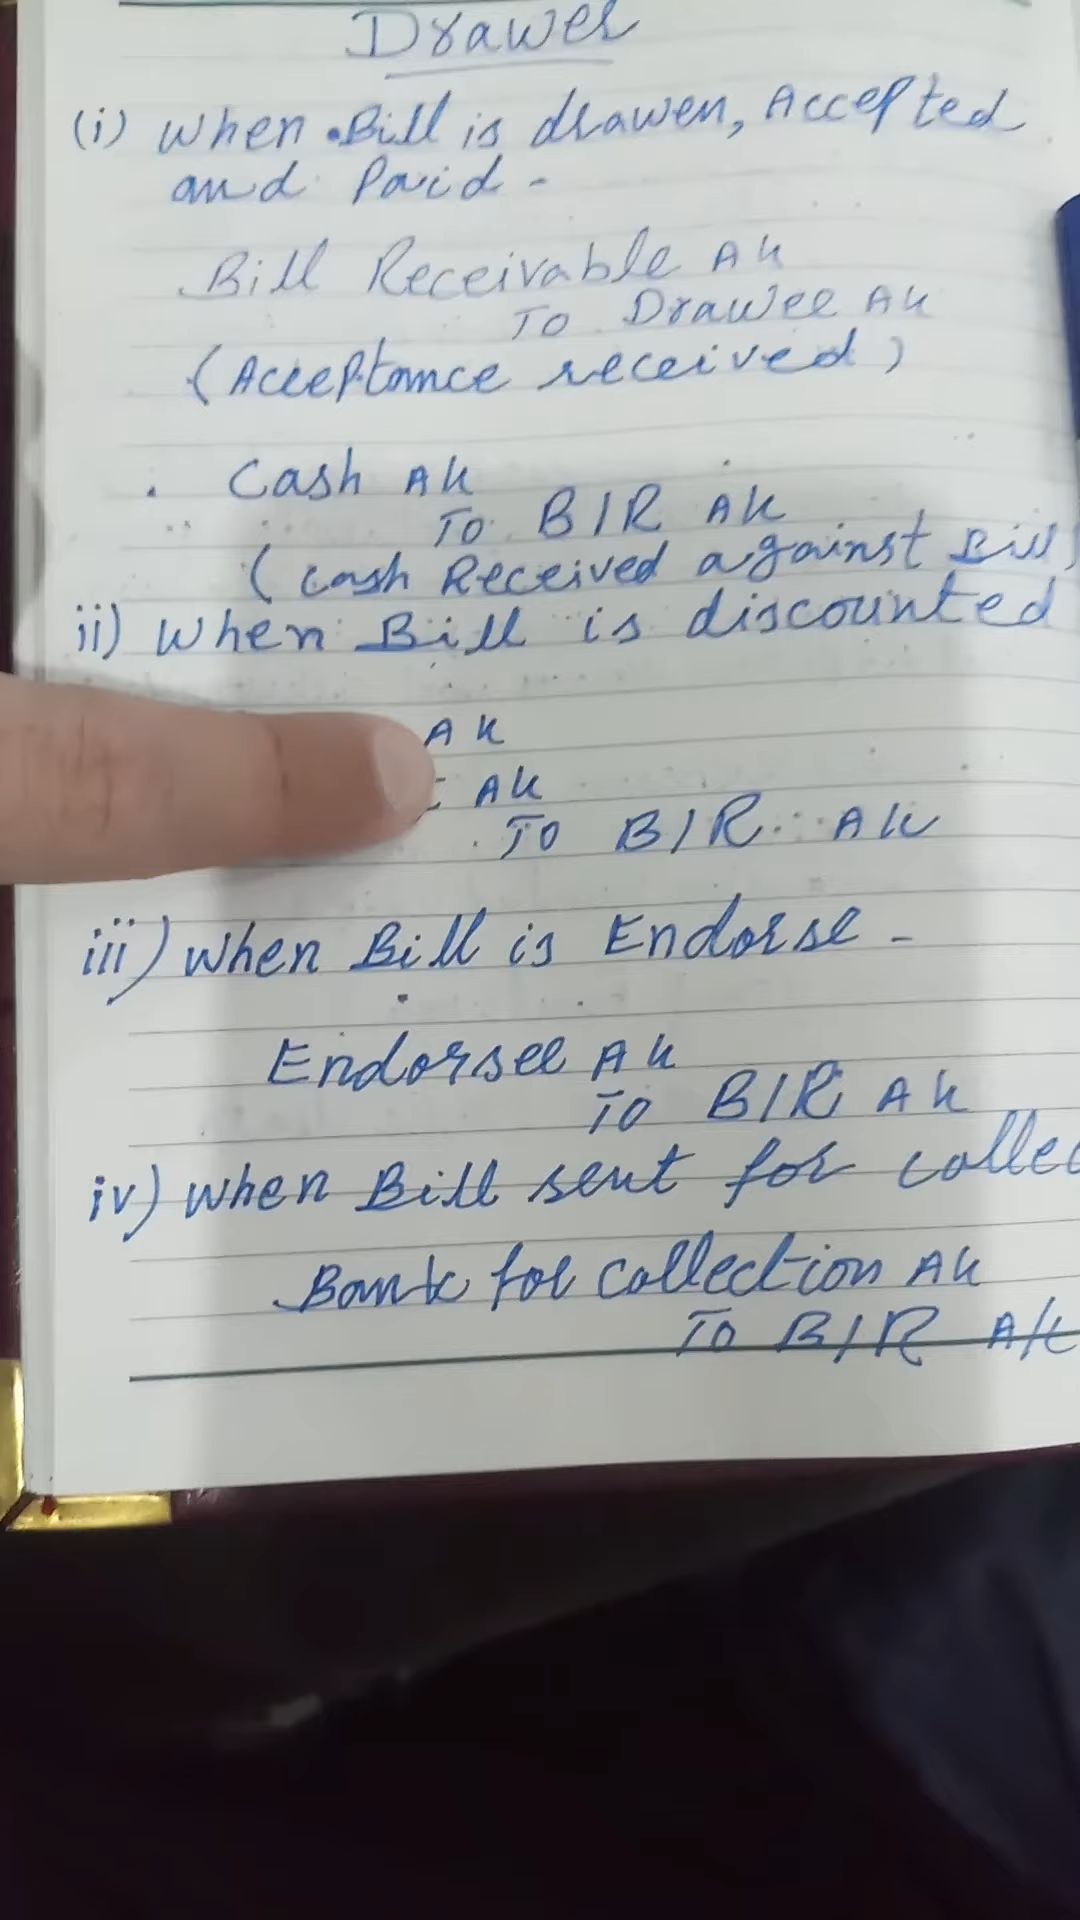 Drawer
(i) When Bill is drawen, Accepted
and Paid -
Bill Receivable A/c
To Drawee A/c
(Acceptance received)
Cash A/c
To B/R A/c
(Cash Received against Bill)
ii) When Bill is discounted
A/c
A/c
To B/R A/c
iii) When Bill is Endorse -
Endorsee A/c
To B/R A/c
iv) When Bill sent for collec
Bank for collection A/c
To B/R A/c